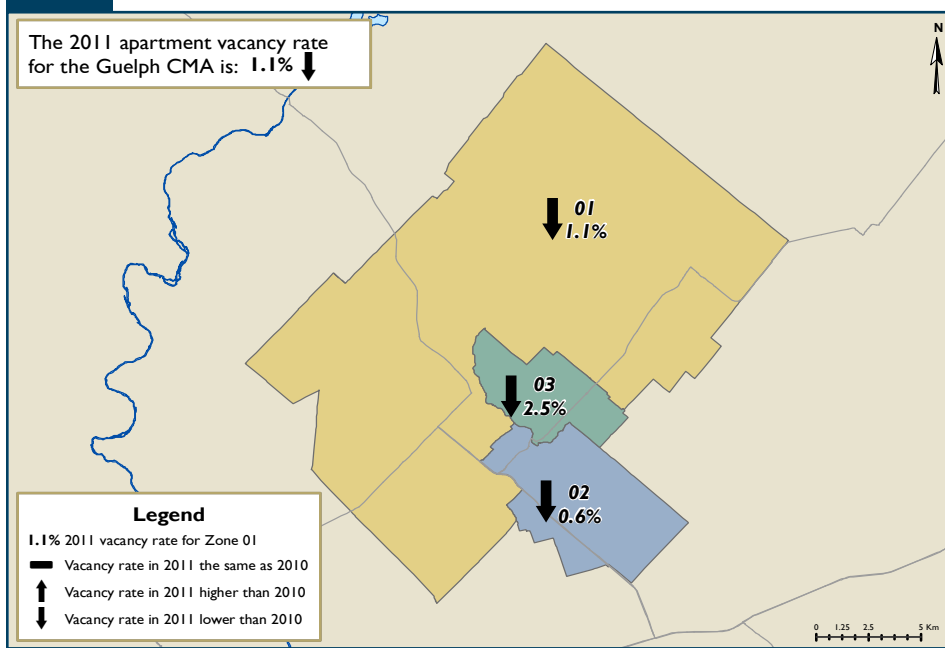 The 2011 apartment vacancy rate
for the Guelph CMA is: 1.1%
N
01
1.1%
03
2.5%
02
0.6%
Legend
1.1% 2011 vacancy rate for Zone 01
Vacancy rate in 2011 the same as 2010
Vacancy rate in 2011 higher than 2010
Vacancy rate in 2011 lower than 2010
0 1.25 2.5 5 Km